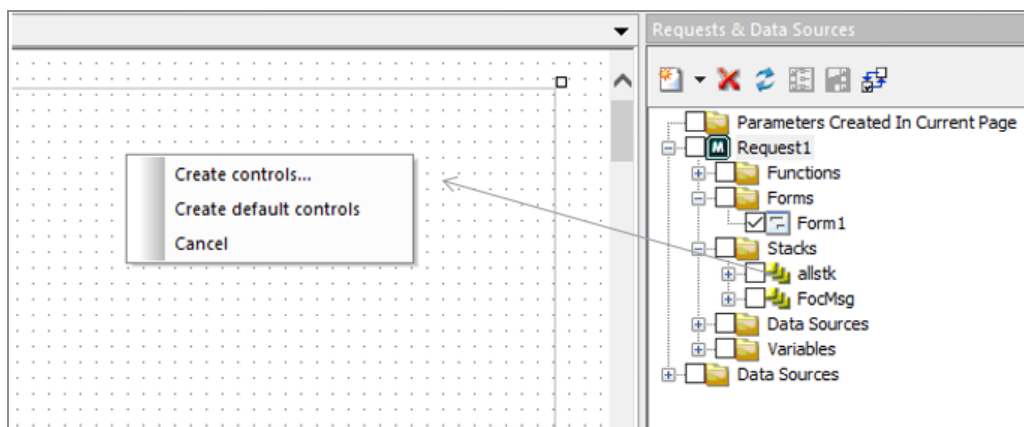 Requests & Data Sources
Create controls...
Create default controls
Cancel
Parameters Created In Current Page
M Request1
Functions
Forms
Form1
Stacks
allstk
FocMsg
Data Sources
Variables
Data Sources